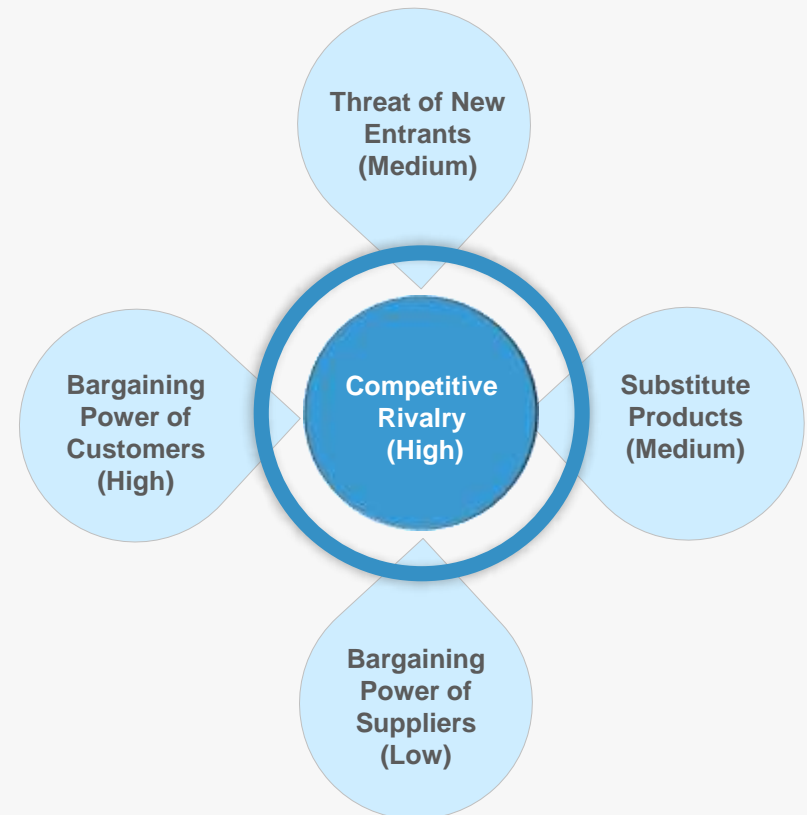 Threat of New
Entrants
(Medium)
Bargaining
Power of
Customers
(High)
Competitive
Rivalry
(High)
Substitute
Products
(Medium)
Bargaining
Power of
Suppliers
(Low)